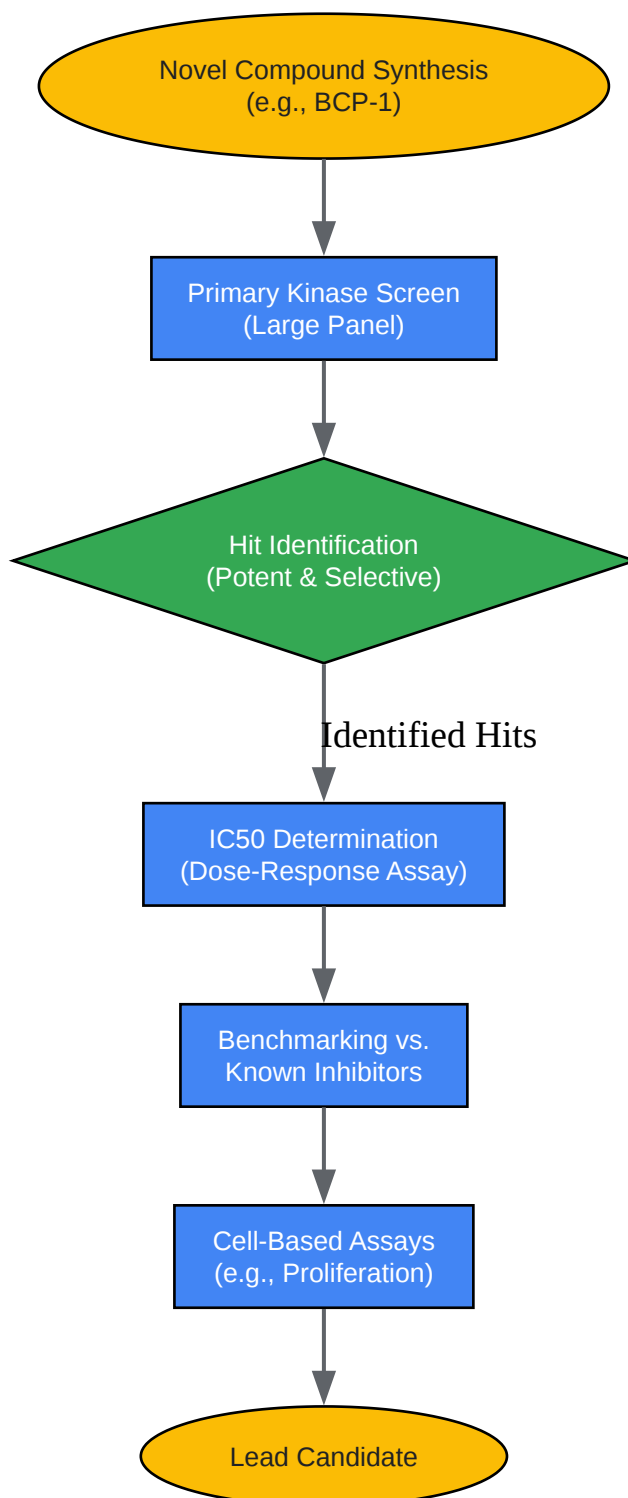 Novel Compound Synthesis
(e.g., BCP-1)
Primary Kinase Screen
(Large Panel)
Hit Identification
(Potent & Selective)
Identified Hits
IC50 Determination
(Dose-Response Assay)
Benchmarking vs.
Known Inhibitors
Cell-Based Assays
(e.g., Proliferation)
Lead Candidate